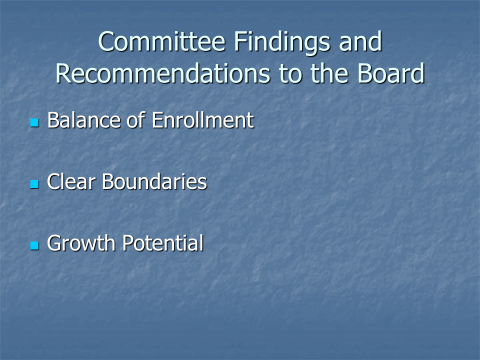 Committee Findings and
Recommendations to the Board
Balance of Enrollment
Clear Boundaries
Growth Potential